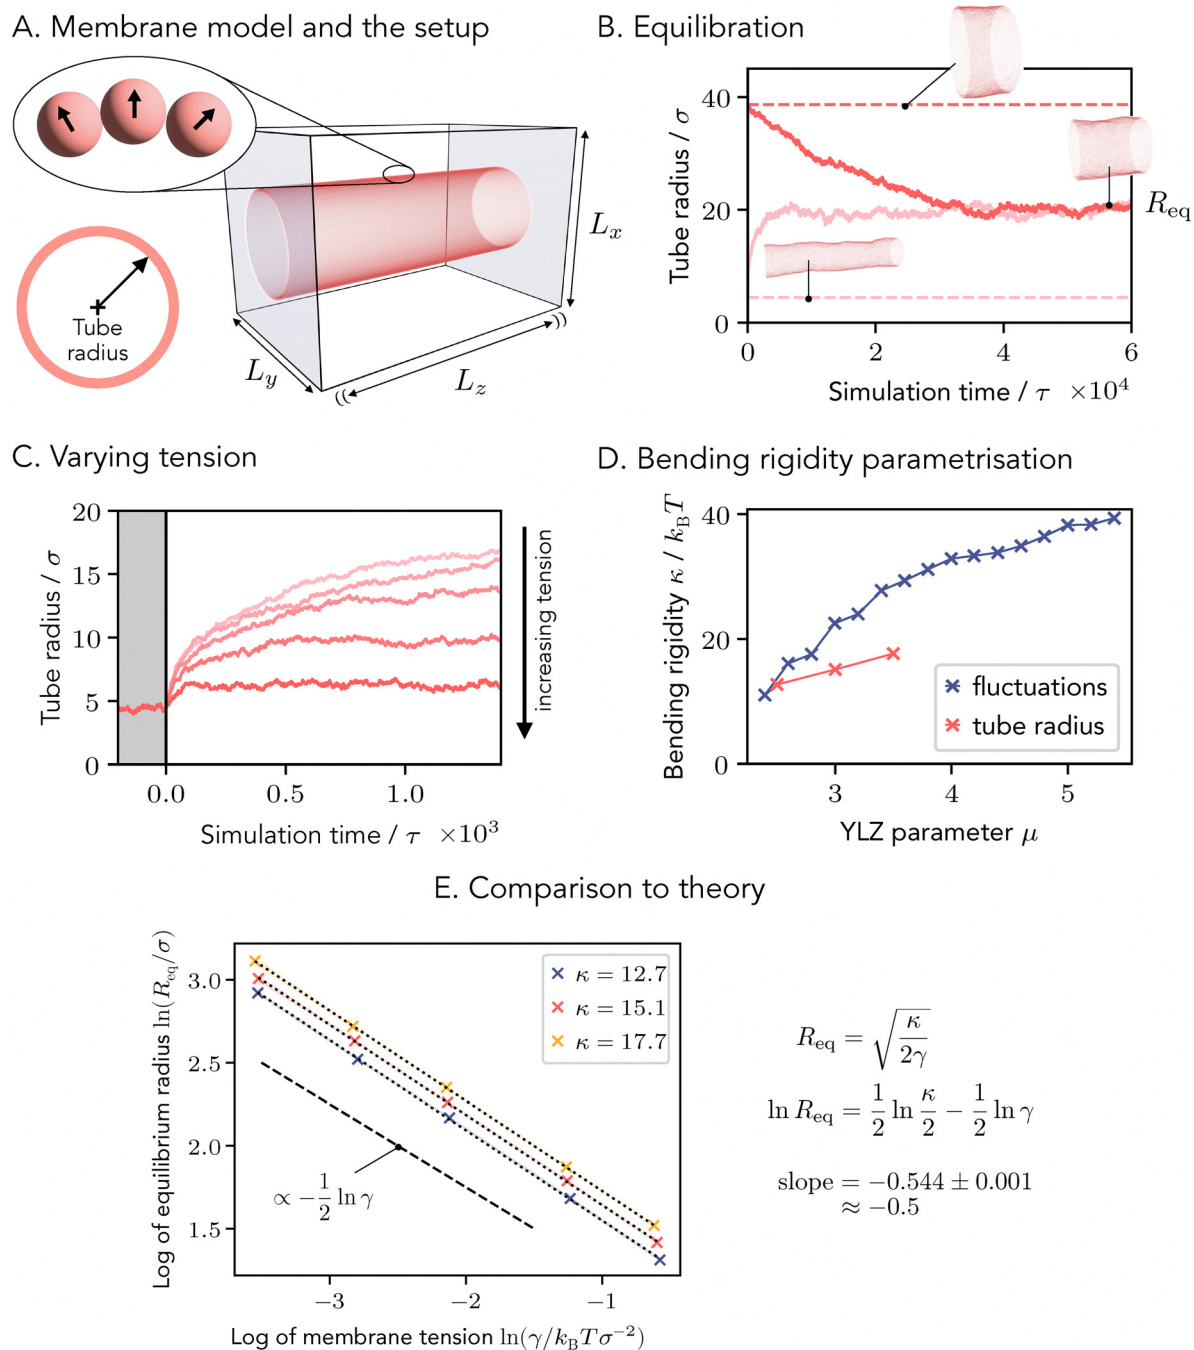 A. Membrane model and the setup
Tube
radius
L_x
L_y
L_z
B. Equilibration
Tube radius / σ
40
20
0
R_eq
0 2 4 6
Simulation time / τ ×10^4
C. Varying tension
Tube radius / σ
20
15
10
5
0
increasing tension
0.0 0.5 1.0
Simulation time / τ ×10^3
D. Bending rigidity parametrisation
Bending rigidity κ / k_BT
40
20
0
fluctuations
tube radius
3 4 5
YLZ parameter μ
E. Comparison to theory
Log of equilibrium radius ln(R_eq/σ)
3.0
2.5
2.0
1.5
κ = 12.7
κ = 15.1
κ = 17.7
∝ −1/2 ln γ
−3 −2 −1
Log of membrane tension ln(γ/k_BTσ^−2)
R_eq = √(κ/2γ)
ln R_eq = 1/2 ln κ/2 − 1/2 ln γ
slope = −0.544 ± 0.001
≈ −0.5